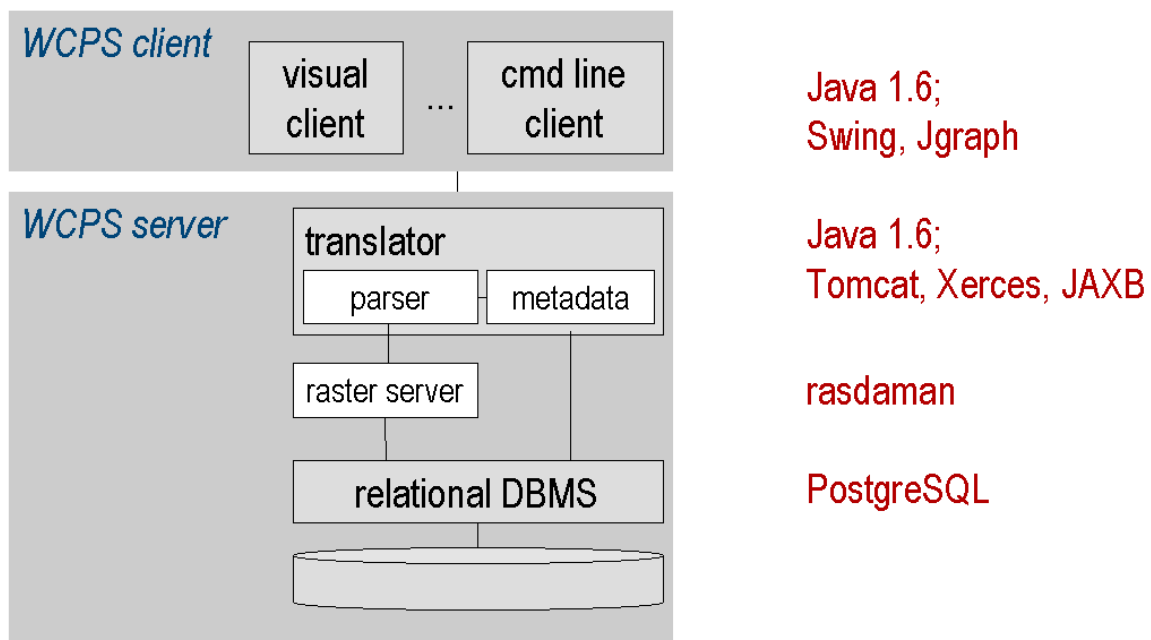 WCPS client
visual
client
...
cmd line
client
Java 1.6;
Swing, Jgraph
WCPS server
translator
parser
metadata
Java 1.6;
Tomcat, Xerces, JAXB
raster server
rasdaman
relational DBMS
PostgreSQL